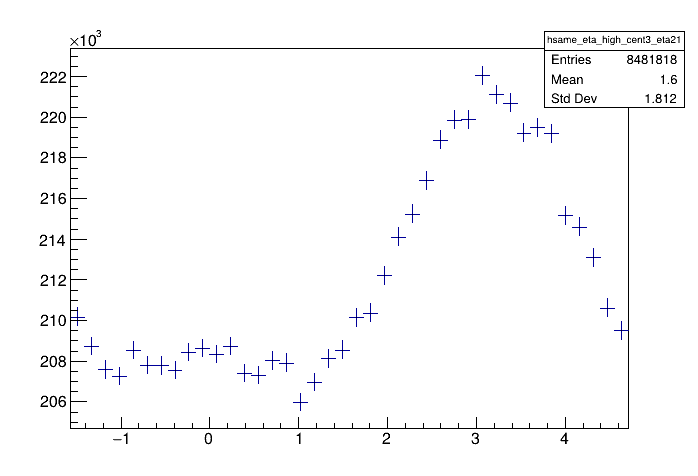 ×10³
hsame_eta_high_cent3_eta21
Entries 8481818
Mean 1.6
Std Dev 1.812
222
220
218
216
214
212
210
208
206
−1 0 1 2 3 4